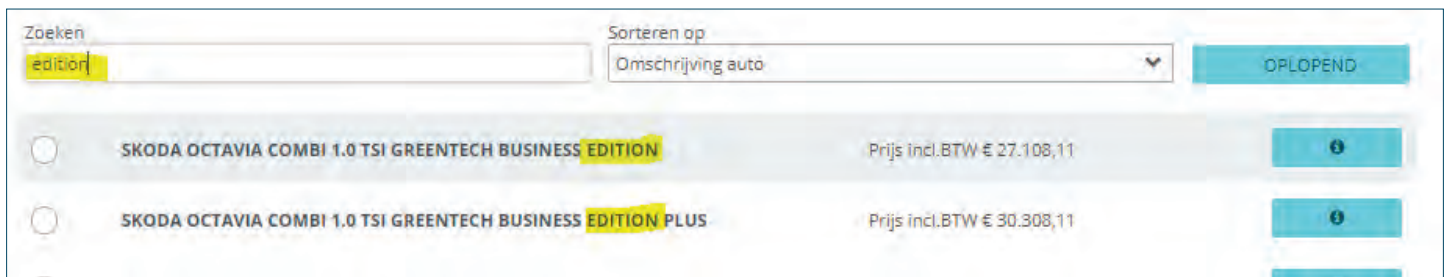 Zoeken
Sorteren op
edition
Omschrijving auto
OPLOPEND
SKODA OCTAVIA COMBI 1.0 TSI GREENTECH BUSINESS EDITION
Prijs incl.BTW € 27.108,11
SKODA OCTAVIA COMBI 1.0 TSI GREENTECH BUSINESS EDITION PLUS
Prijs incl.BTW € 30.308,11